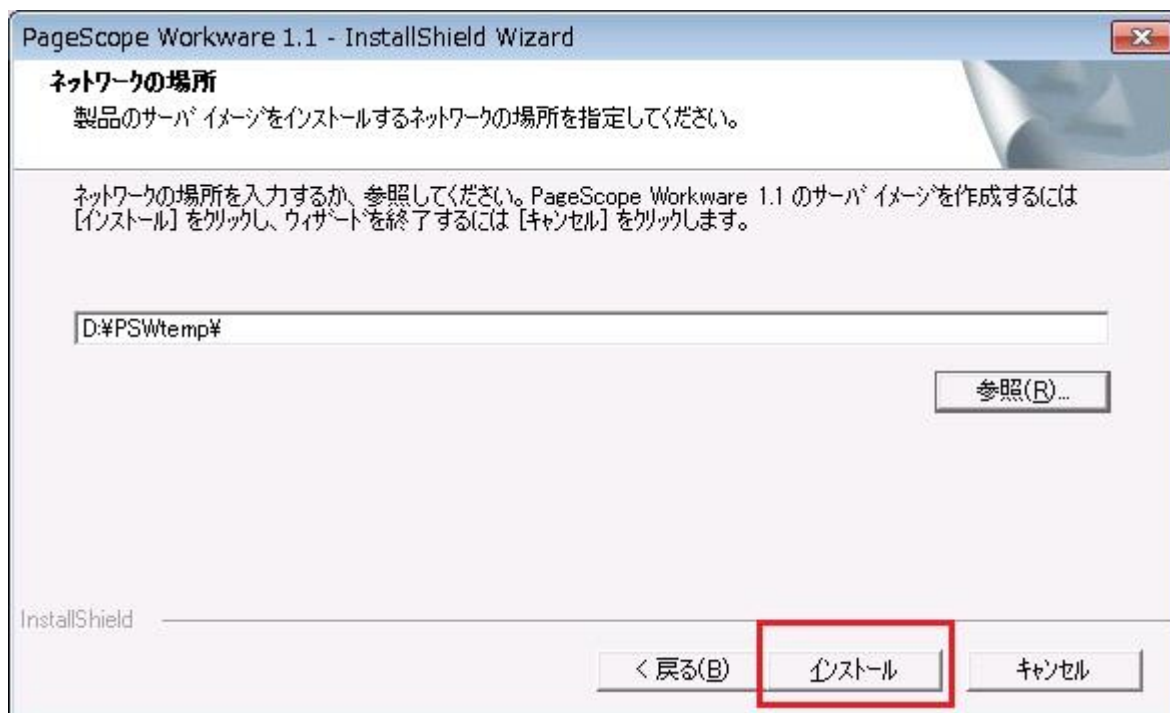 PageScope Workware 1.1 - InstallShield Wizard
ネットワークの場所
製品のサーバ イメージをインストールするネットワークの場所を指定してください。
ネットワークの場所を入力するか、参照してください。PageScope Workware 1.1 のサーバ イメージを作成するには
[インストール] をクリックし、ウィザードを終了するには [キャンセル] をクリックします。
D:¥PSWtemp¥
参照(R)...
InstallShield
< 戻る(B)
インストール
キャンセル